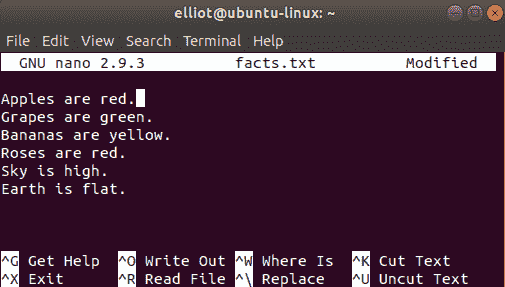 elliot@ubuntu-linux: ~
File Edit View Search Terminal Help
GNU nano 2.9.3 facts.txt Modified
Apples are red.
Grapes are green.
Bananas are yellow.
Roses are red.
Sky is high.
Earth is flat.
^G Get Help ^O Write Out ^W Where Is ^K Cut Text
^X Exit ^R Read File ^\ Replace ^U Uncut Text